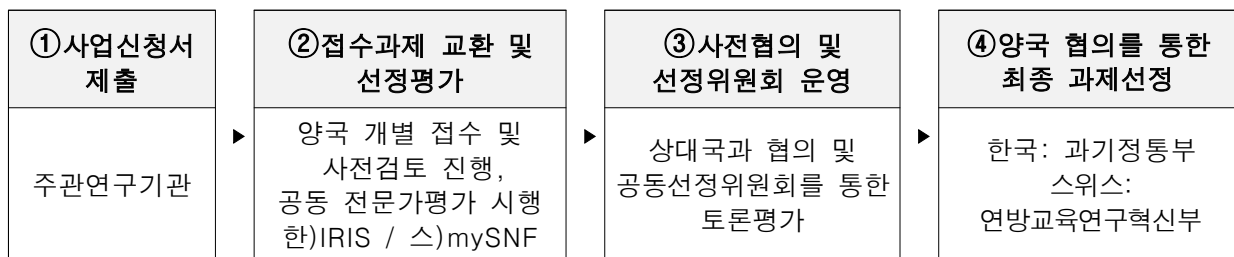 ①사업신청서
제출
주관연구기관
▶
②접수과제 교환 및
선정평가
양국 개별 접수 및
사전검토 진행,
공동 전문가평가 시행
한)IRIS / 스)mySNF
▶
③사전협의 및
선정위원회 운영
상대국과 협의 및
공동선정위원회를 통한
토론평가
▶
④양국 협의를 통한
최종 과제선정
한국: 과기정통부
스위스:
연방교육연구혁신부